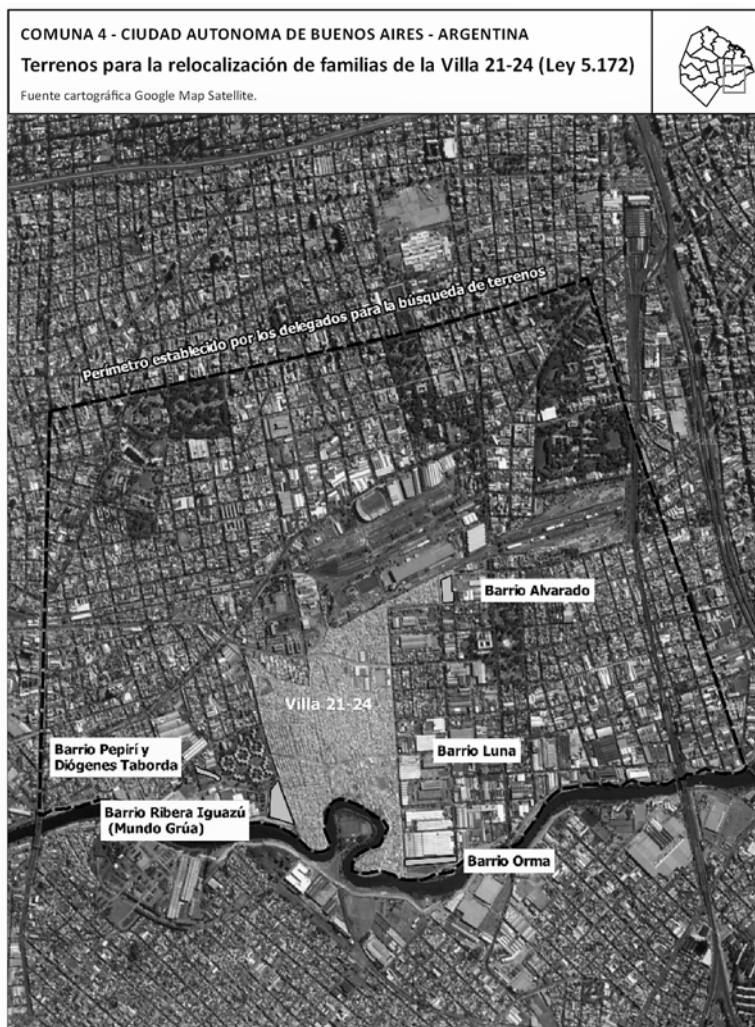 COMUNA 4 - CIUDAD AUTONOMA DE BUENOS AIRES - ARGENTINA
Terrenos para la relocalización de familias de la Villa 21-24 (Ley 5.172)
Fuente cartográfica Google Map Satellite.
Perímetro establecido por los delegados para la búsqueda de terrenos
Barrio Alvarado
Villa 21-24
Barrio Luna
Barrio Pepirí y
Diógenes Taborda
Barrio Ribera Iguazú
(Mundo Grúa)
Barrio Orma